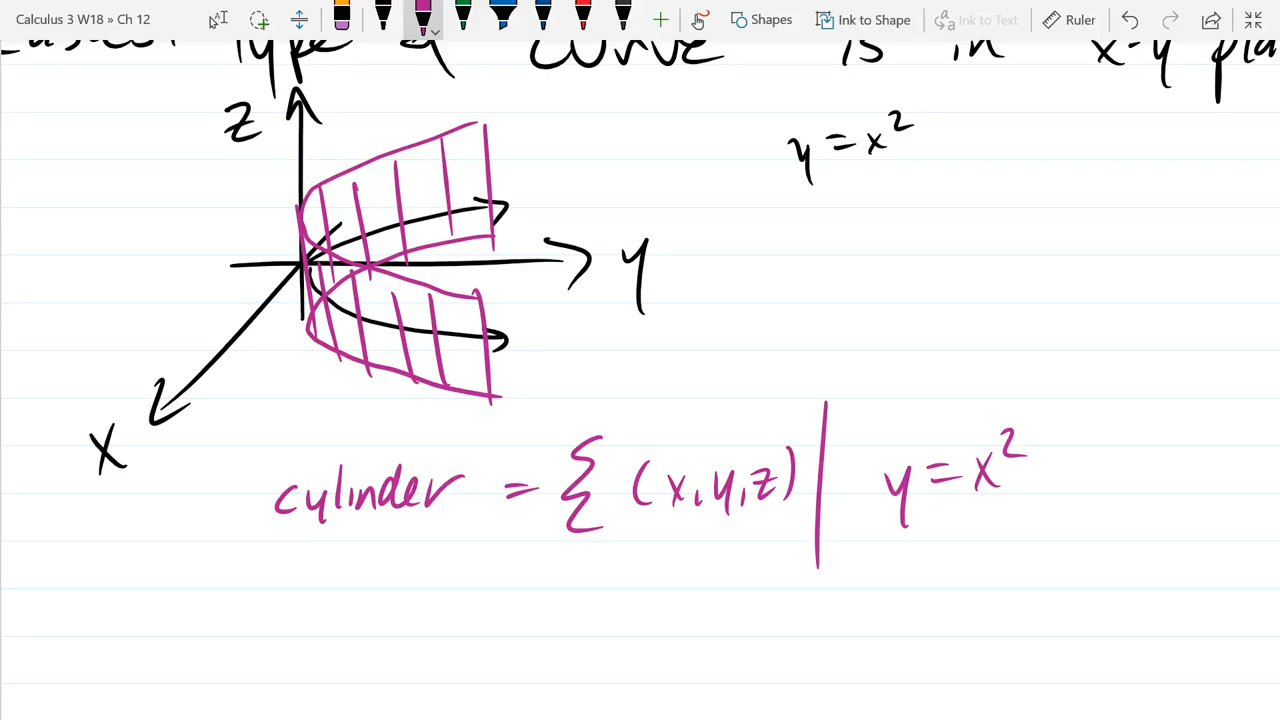 Calculus 3 W18 » Ch 12
Shapes Ink to Shape Ink to Text Ruler
Type of curve is in x-y
z
y = x²
y
x
cylinder = { (x,y,z) | y = x²